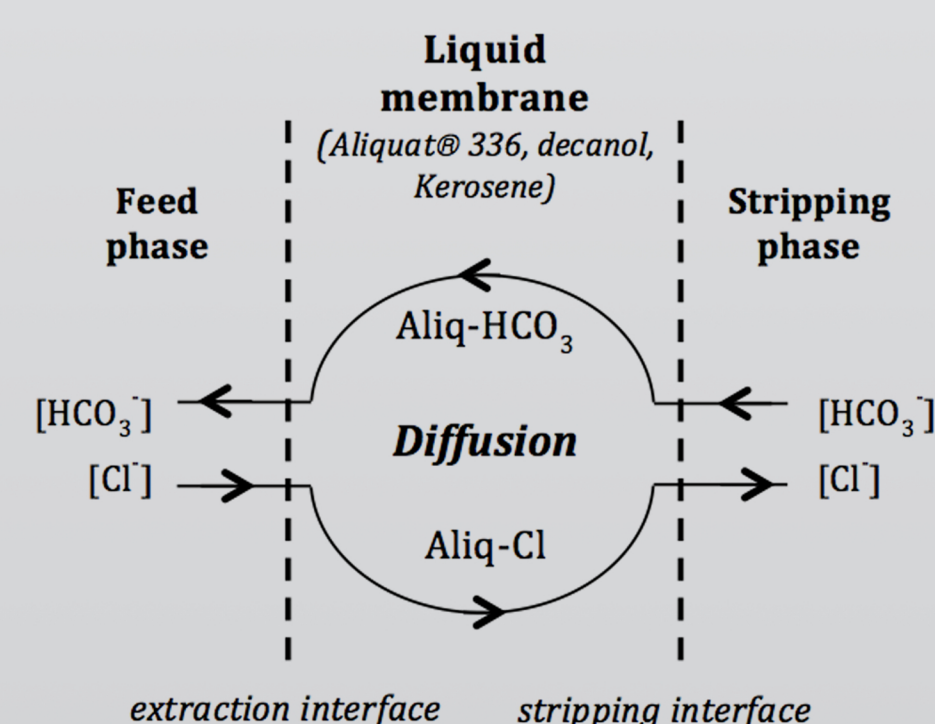 Liquid
membrane
(Aliquat® 336, decanol,
Kerosene)
Feed
phase
Stripping
phase
Aliq-HCO₃
[HCO₃⁻]
[HCO₃⁻]
Diffusion
[Cl⁻]
[Cl⁻]
Aliq-Cl
extraction interface
stripping interface